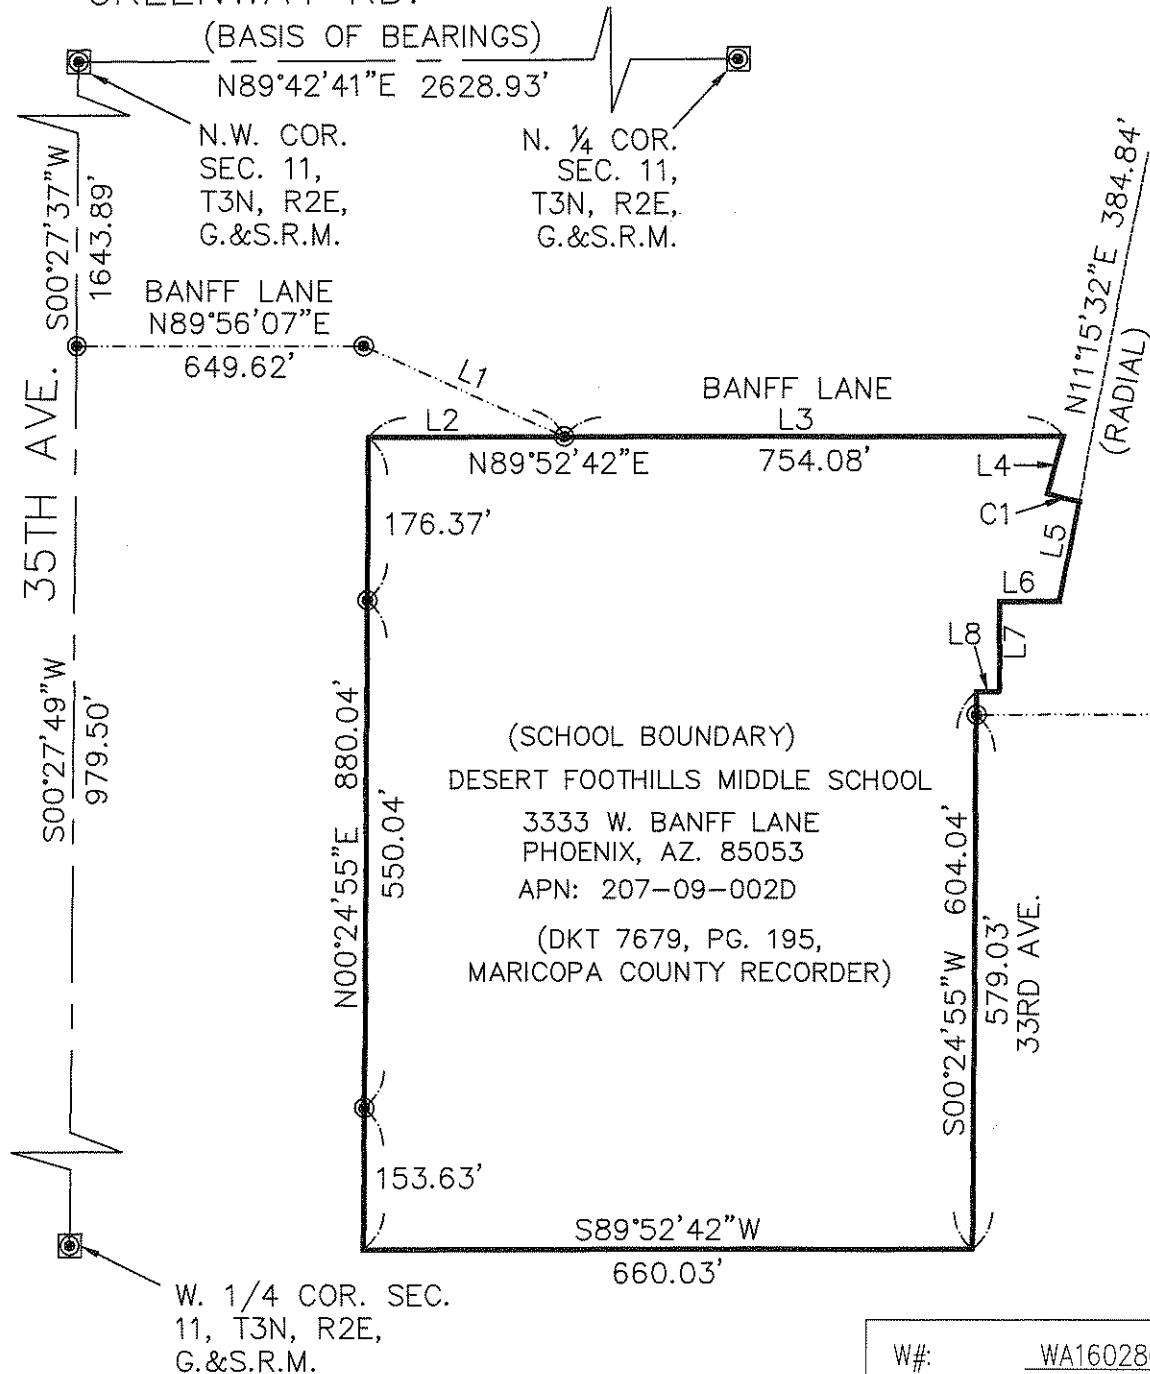 (BASIS OF BEARINGS)
N89°42'41"E 2628.93'
N.W. COR.
SEC. 11,
T3N, R2E,
G.&S.R.M.
N. ¼ COR.
SEC. 11,
T3N, R2E,
G.&S.R.M.
S00°27'37"W
1643.89'
N11°15'32"E 384.84'
(RADIAL)
BANFF LANE
N89°56'07"E
649.62'
L1
BANFF LANE
L2
L3
N89°52'42"E
754.08'
L4
C1
L5
L6
L7
L8
35TH AVE.
176.37'
S00°27'49"W
979.50'
N00°24'55"E 880.04'
550.04'
(SCHOOL BOUNDARY)
DESERT FOOTHILLS MIDDLE SCHOOL
3333 W. BANFF LANE
PHOENIX, AZ. 85053
APN: 207-09-002D
(DKT 7679, PG. 195,
MARICOPA COUNTY RECORDER)
S00°24'55"W 604.04'
579.03'
33RD AVE.
153.63'
S89°52'42"W
660.03'
W. 1/4 COR. SEC.
11, T3N, R2E,
G.&S.R.M.
W#: